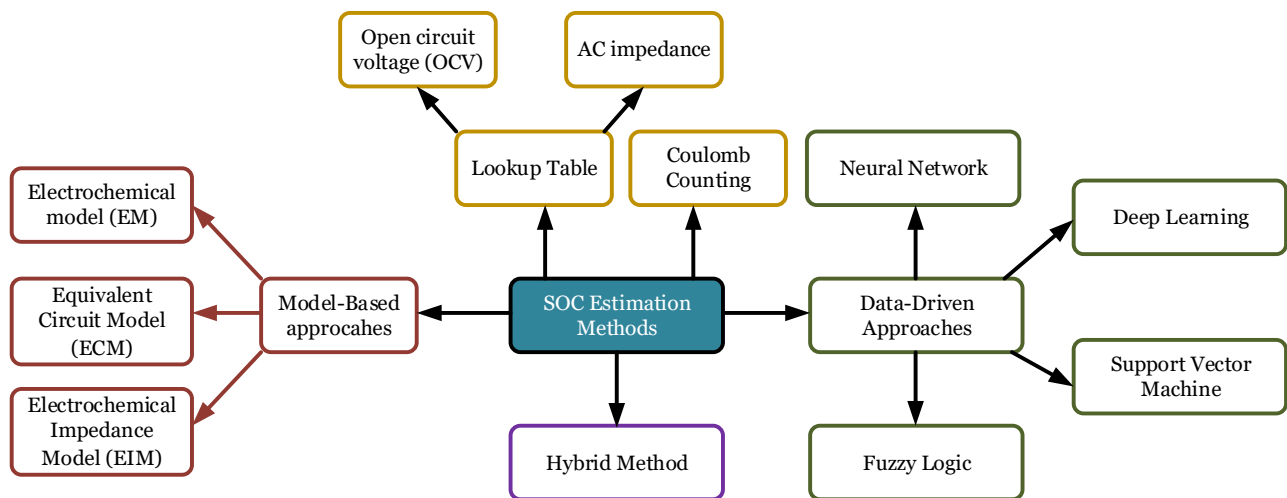 Open circuit
voltage (OCV)
AC impedance
Lookup Table
Coulomb
Counting
Neural Network
Electrochemical
model (EM)
Deep Learning
Equivalent
Circuit Model
(ECM)
Model-Based
approcahes
SOC Estimation
Methods
Data-Driven
Approaches
Support Vector
Machine
Electrochemical
Impedance
Model (EIM)
Hybrid Method
Fuzzy Logic